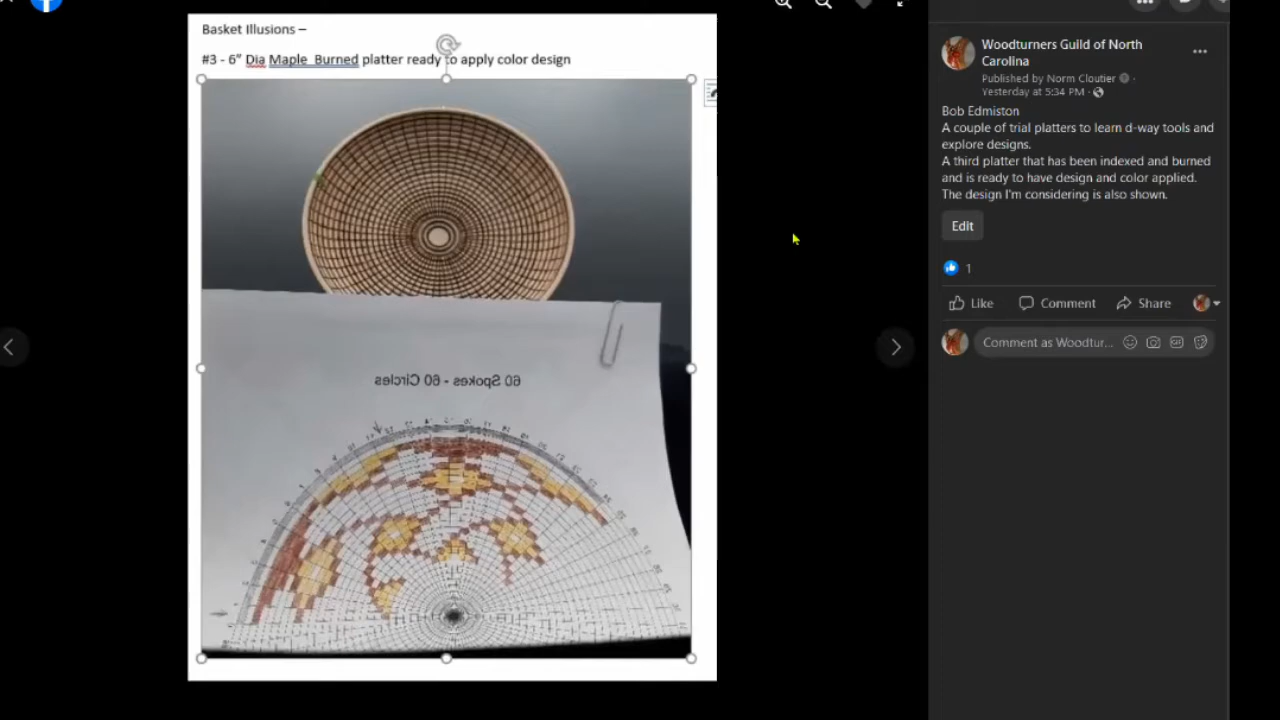 Basket Illusions –
#3 - 6” Dia Maple Burned platter ready to apply color design
60 Spokes - 60 Circles
Woodturners Guild of North
Carolina
Published by Norm Cloutier
Yesterday at 5:34 PM
Bob Edmiston
A couple of trial platters to learn d-way tools and
explore designs.
A third platter that has been indexed and burned
and is ready to have design and color applied.
The design I'm considering is also shown.
Edit
1
Like
Comment
Share
Comment as Woodtur...